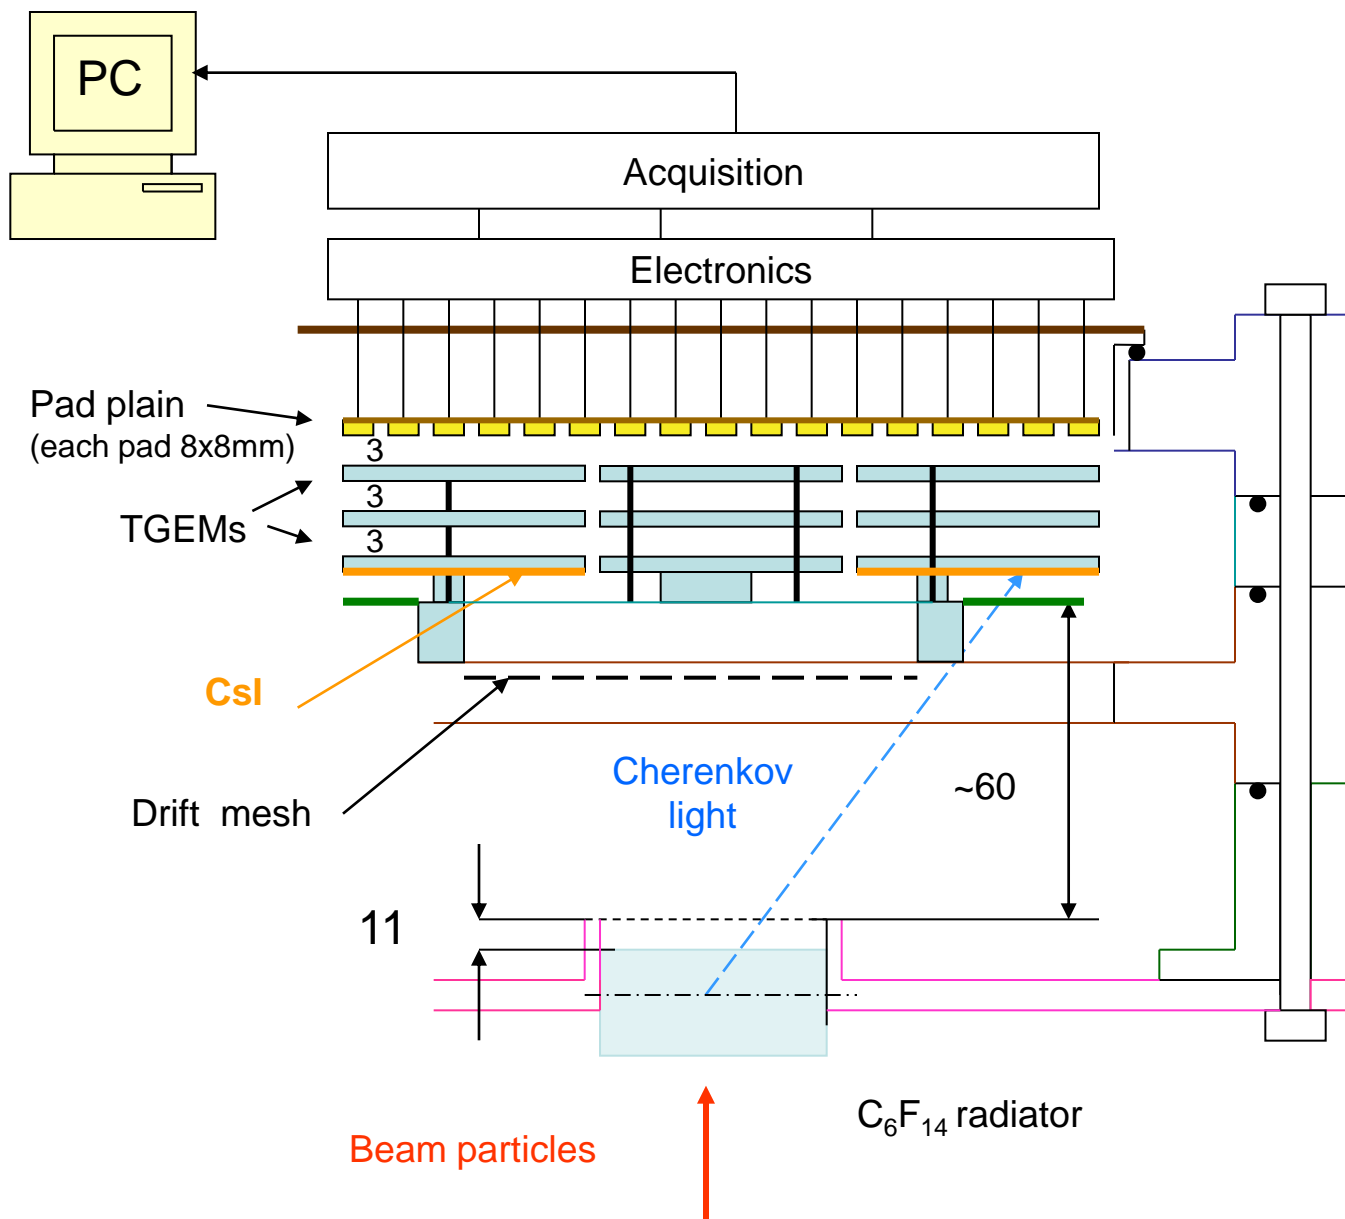 PC
Acquisition
Electronics
Pad plain
(each pad 8x8mm)
3
3
TGEMs
3
CsI
Cherenkov
light
~60
Drift mesh
11
C₆F₁₄ radiator
Beam particles